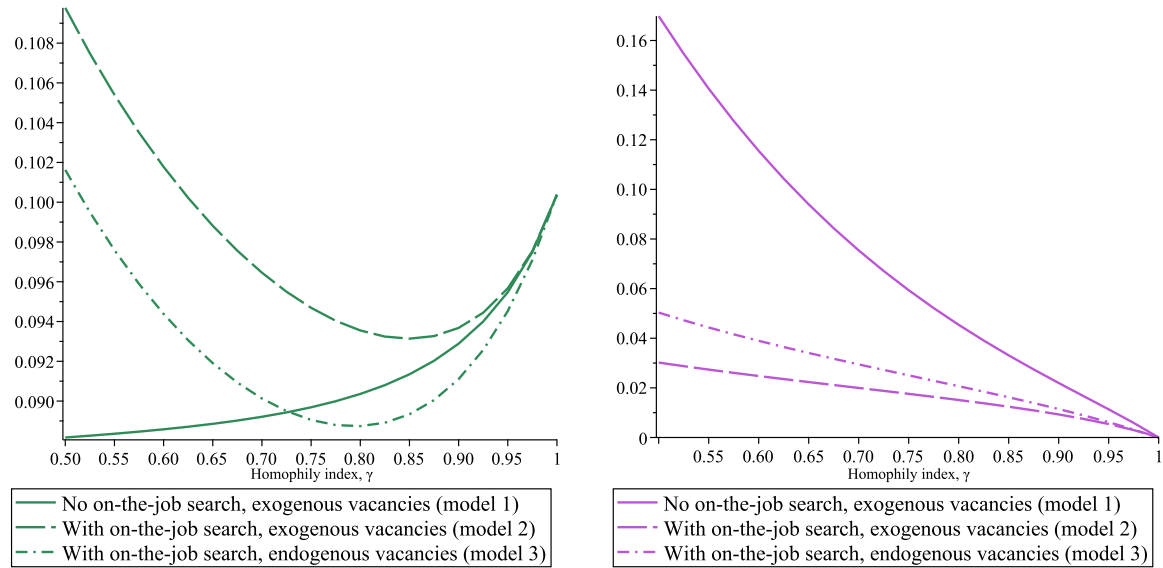 0.108
0.106
0.104
0.102
0.100
0.098
0.096
0.094
0.092
0.090
0.50 0.55 0.60 0.65 0.70 0.75 0.80 0.85 0.90 0.95 1
Homophily index, γ
No on-the-job search, exogenous vacancies (model 1)
With on-the-job search, exogenous vacancies (model 2)
With on-the-job search, endogenous vacancies (model 3)
0.16
0.14
0.12
0.10
0.08
0.06
0.04
0.02
0
0.55 0.60 0.65 0.70 0.75 0.80 0.85 0.90 0.95 1
Homophily index, γ
No on-the-job search, exogenous vacancies (model 1)
With on-the-job search, exogenous vacancies (model 2)
With on-the-job search, endogenous vacancies (model 3)